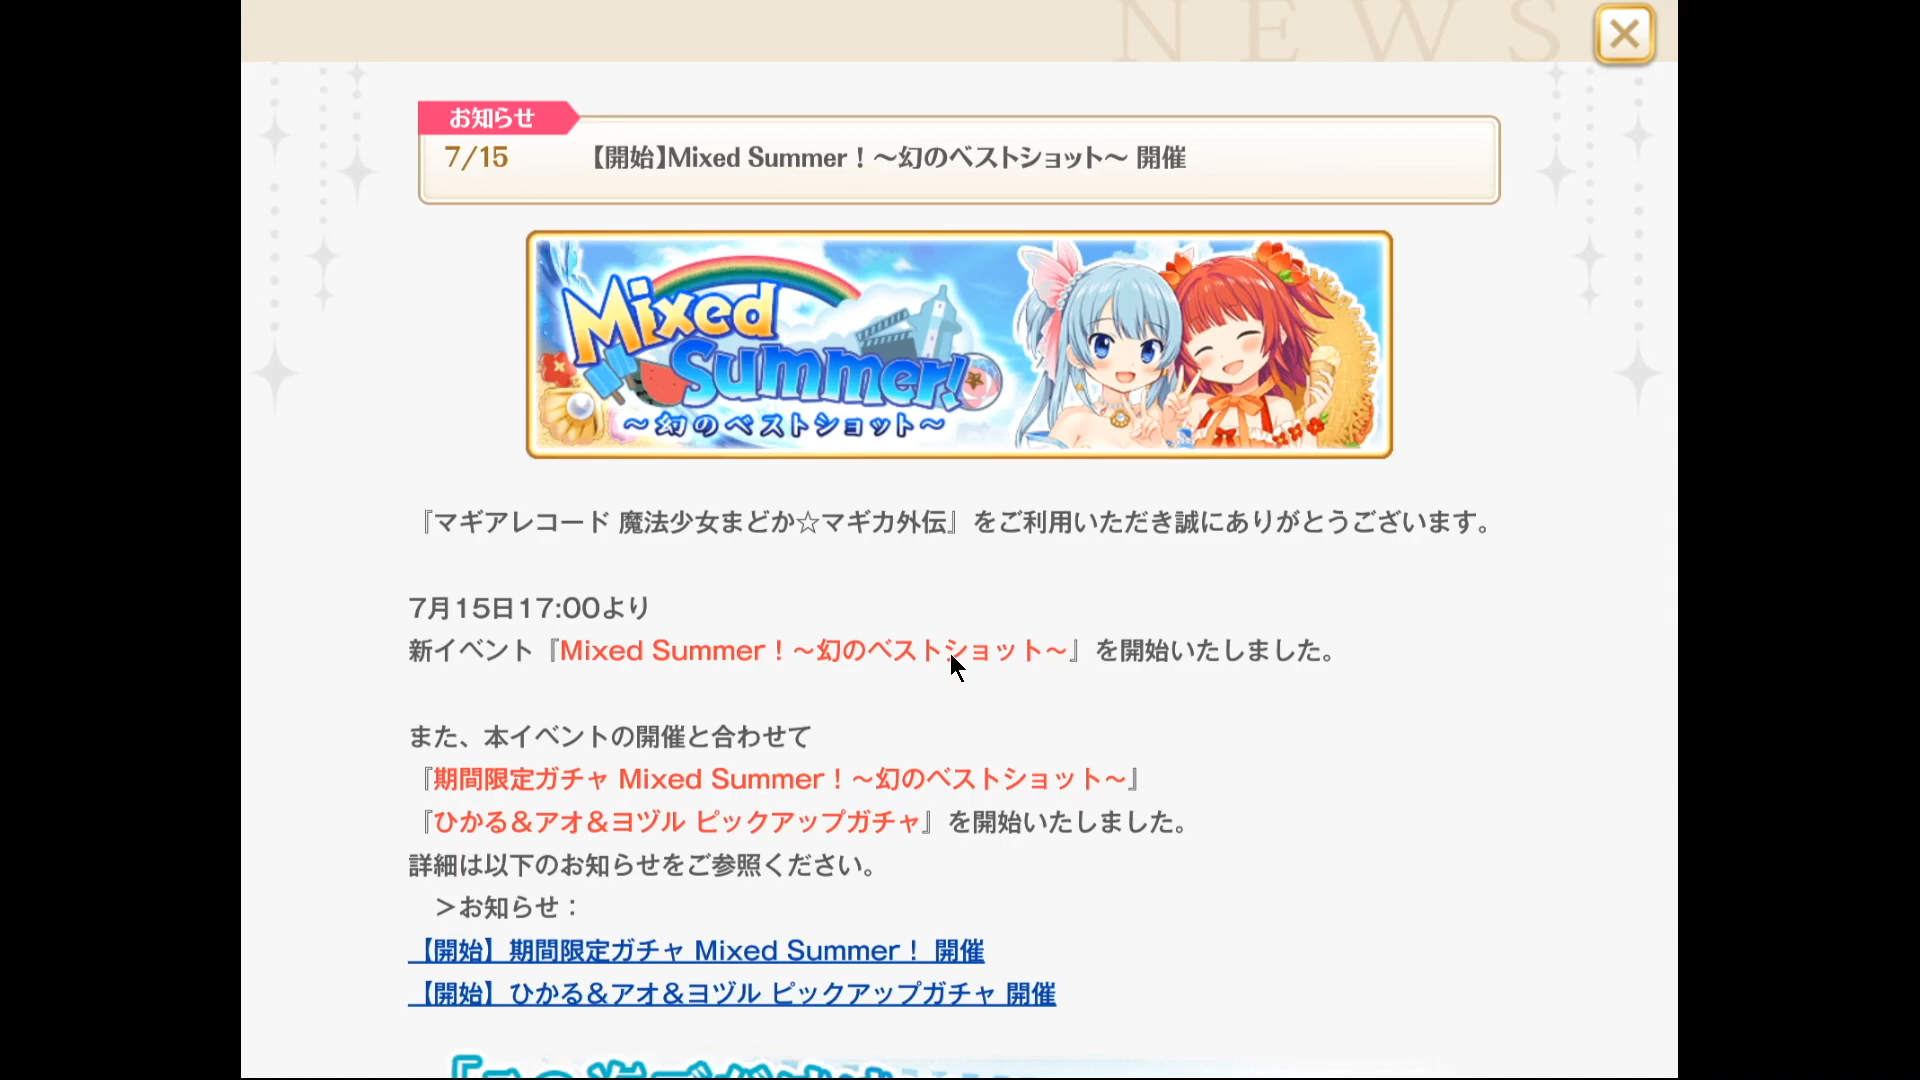 NEWS
お知らせ
7/15 【開始】Mixed Summer！～幻のベストショット～ 開催
Mixed
Summer!
～幻のベストショット～
『マギアレコード 魔法少女まどか☆マギカ外伝』をご利用いただき誠にありがとうございます。
7月15日17:00より
新イベント『Mixed Summer！～幻のベストショット～』を開始いたしました。
また、本イベントの開催と合わせて
『期間限定ガチャ Mixed Summer！～幻のベストショット～』
『ひかる＆アオ＆ヨヅル ピックアップガチャ』を開始いたしました。
詳細は以下のお知らせをご参照ください。
＞お知らせ：
【開始】期間限定ガチャ Mixed Summer！ 開催
【開始】ひかる＆アオ＆ヨヅル ピックアップガチャ 開催